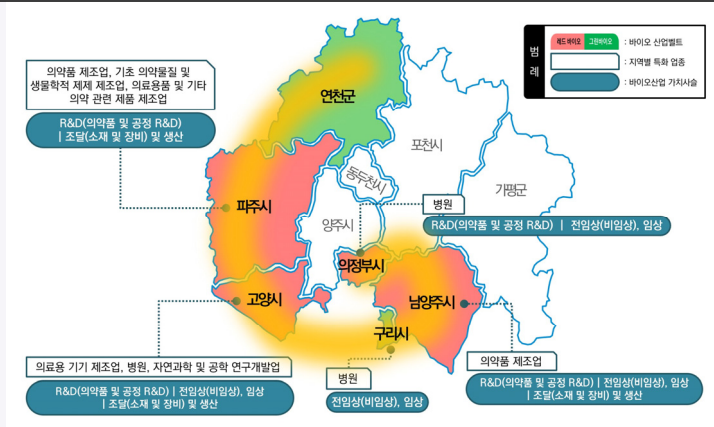 범례
레드 바이오 그린바이오 : 바이오 산업벨트
: 지역별 특화 업종
: 바이오산업 가치사슬
의약품 제조업, 기초 의약물질 및
생물학적 제제 제조업, 의료용품 및 기타
의약 관련 제품 제조업
R&D(의약품 및 공정 R&D)
| 조달(소재 및 장비) 및 생산
연천군
포천시
동두천시
가평군
파주시
양주시
병원
R&D(의약품 및 공정 R&D) | 전임상(비임상), 임상
의정부시
고양시
남양주시
구리시
의료용 기기 제조업, 병원, 자연과학 및 공학 연구개발업
R&D(의약품 및 공정 R&D) | 전임상(비임상), 임상
| 조달(소재 및 장비) 및 생산
병원
전임상(비임상), 임상
의약품 제조업
R&D(의약품 및 공정 R&D) | 전임상(비임상), 임상
| 조달(소재 및 장비) 및 생산